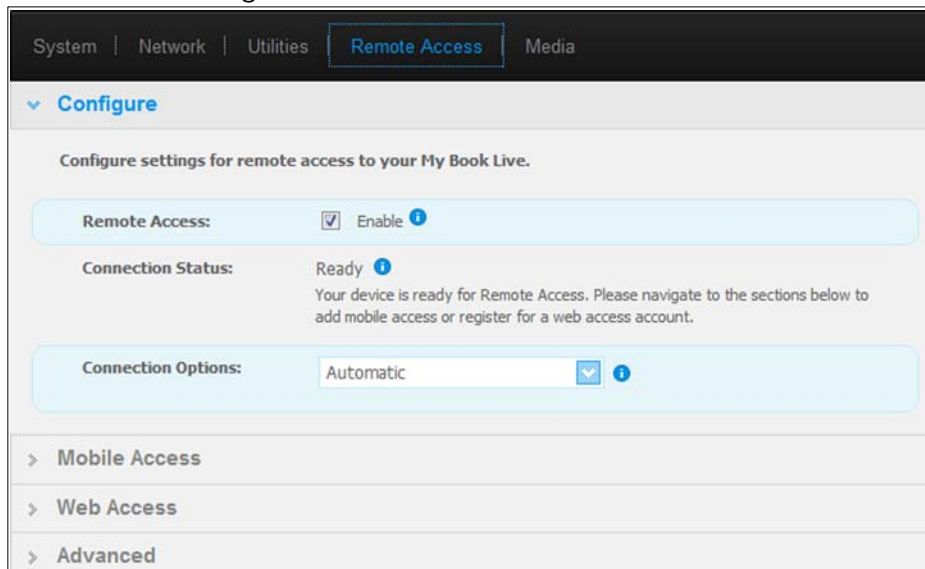 System | Network | Utilities | Remote Access | Media
Configure
Configure settings for remote access to your My Book Live.
Remote Access: Enable
Connection Status: Ready
Your device is ready for Remote Access. Please navigate to the sections below to
add mobile access or register for a web access account.
Connection Options: Automatic
Mobile Access
Web Access
Advanced